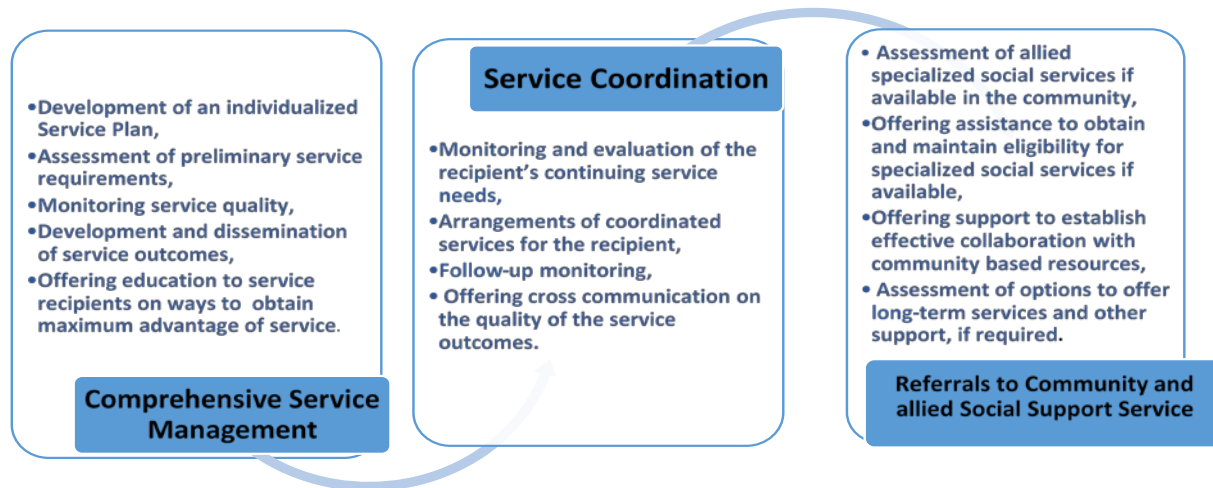 •Development of an individualized
Service Plan,
•Assessment of preliminary service
requirements,
•Monitoring service quality,
•Development and dissemination
of service outcomes,
•Offering education to service
recipients on ways to obtain
maximum advantage of service.
Comprehensive Service
Management
Service Coordination
•Monitoring and evaluation of the
recipient's continuing service
needs,
•Arrangements of coordinated
services for the recipient,
•Follow-up monitoring,
• Offering cross communication on
the quality of the service
outcomes.
• Assessment of allied
specialized social services if
available in the community,
•Offering assistance to obtain
and maintain eligibility for
specialized social services if
available,
•Offering support to establish
effective collaboration with
community based resources,
• Assessment of options to offer
long-term services and other
support, if required.
Referrals to Community and
allied Social Support Service